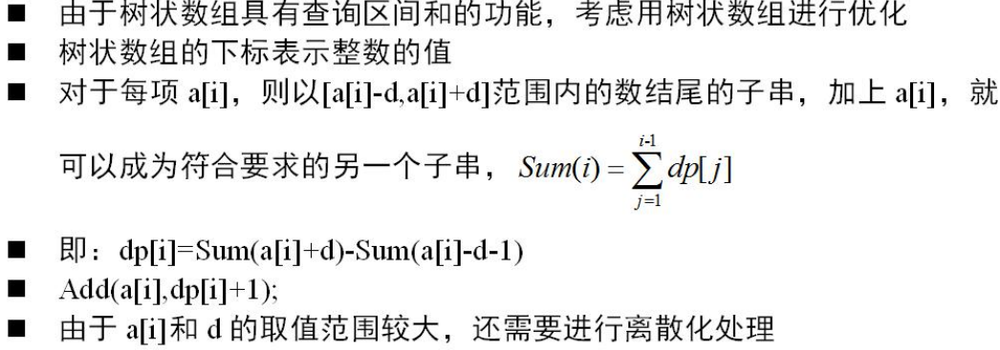 ■ 由于树状数组具有查询区间和的功能，考虑用树状数组进行优化
■ 树状数组的下标表示整数的值
■ 对于每项 a[i]，则以[a[i]-d,a[i]+d]范围内的数结尾的子串，加上 a[i]，就
可以成为符合要求的另一个子串，Sum(i) = \sum_{j=1}^{i-1} dp[j]
■ 即：dp[i]=Sum(a[i]+d)-Sum(a[i]-d-1)
■ Add(a[i],dp[i]+1);
■ 由于 a[i]和 d 的取值范围较大，还需要进行离散化处理